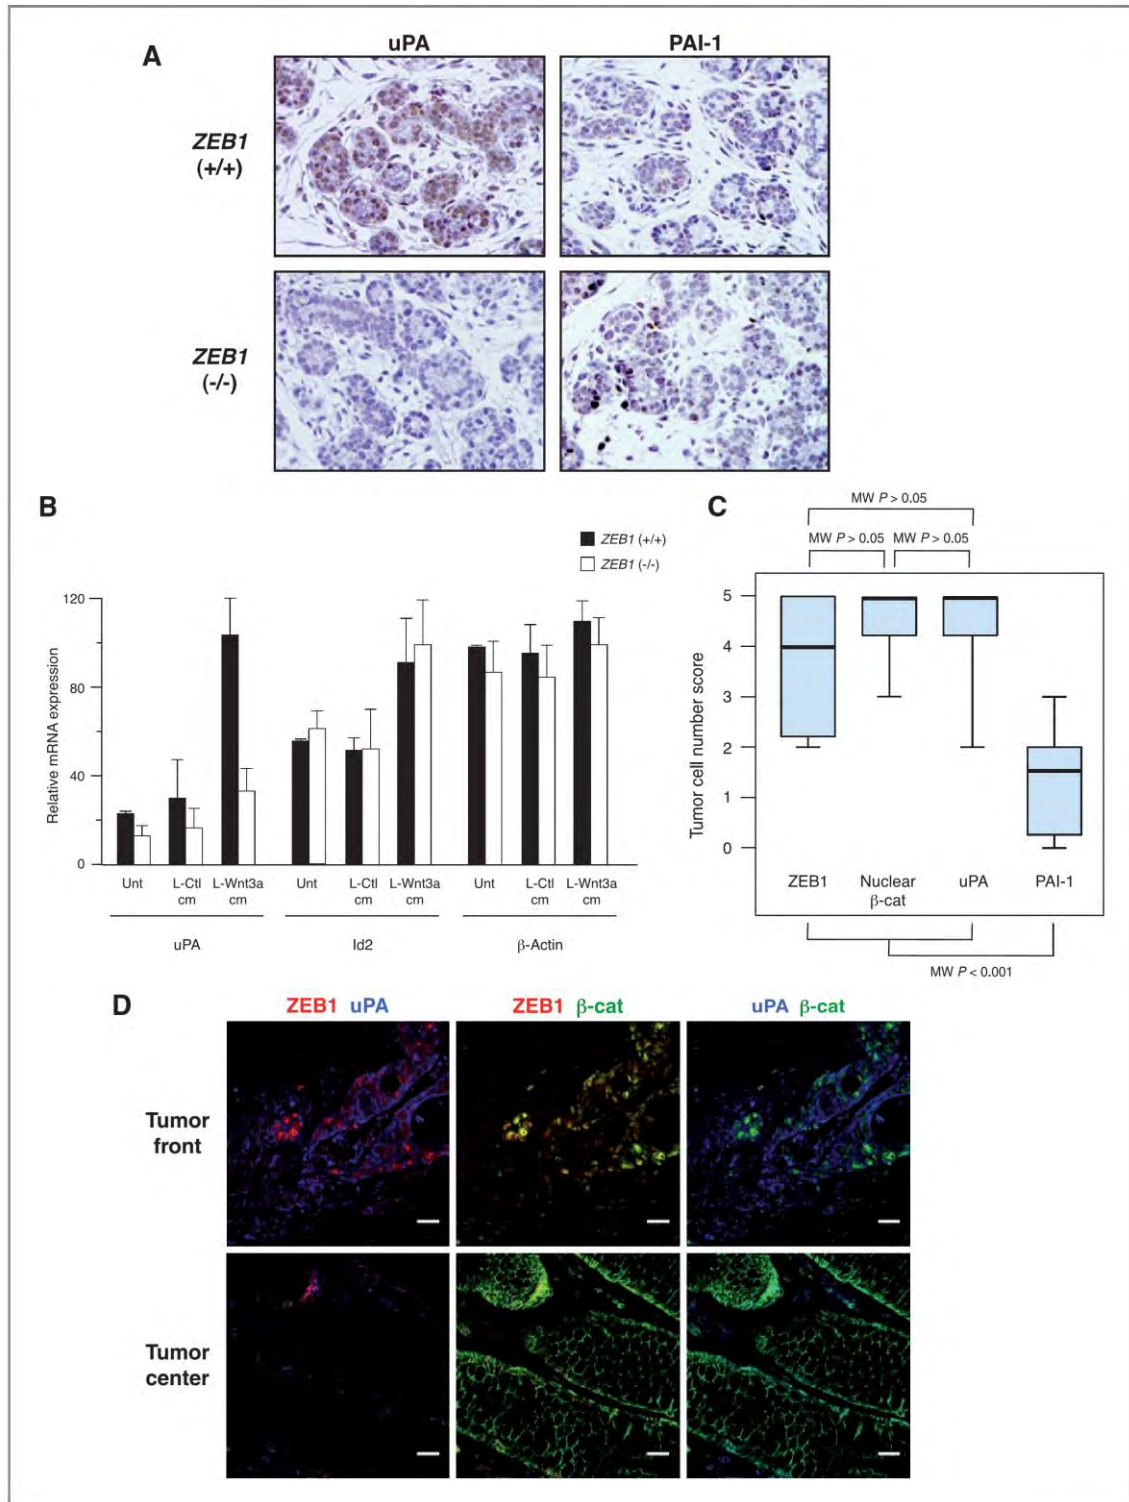 A
uPA
PAI-1
ZEB1
(+/+)
ZEB1
(-/-)
B
ZEB1 (+/+)
ZEB1 (-/-)
Relative mRNA expression
120
80
40
0
Unt
L-Ctl
cm
L-Wnt3a
cm
Unt
L-Ctl
cm
L-Wnt3a
cm
Unt
L-Ctl
cm
L-Wnt3a
cm
uPA
Id2
β-Actin
C
MW P > 0.05
MW P > 0.05
MW P > 0.05
Tumor cell number score
5
4
3
2
1
0
ZEB1
Nuclear
β-cat
uPA
PAI-1
MW P < 0.001
D
ZEB1 uPA
ZEB1 β-cat
uPA β-cat
Tumor
front
Tumor
center